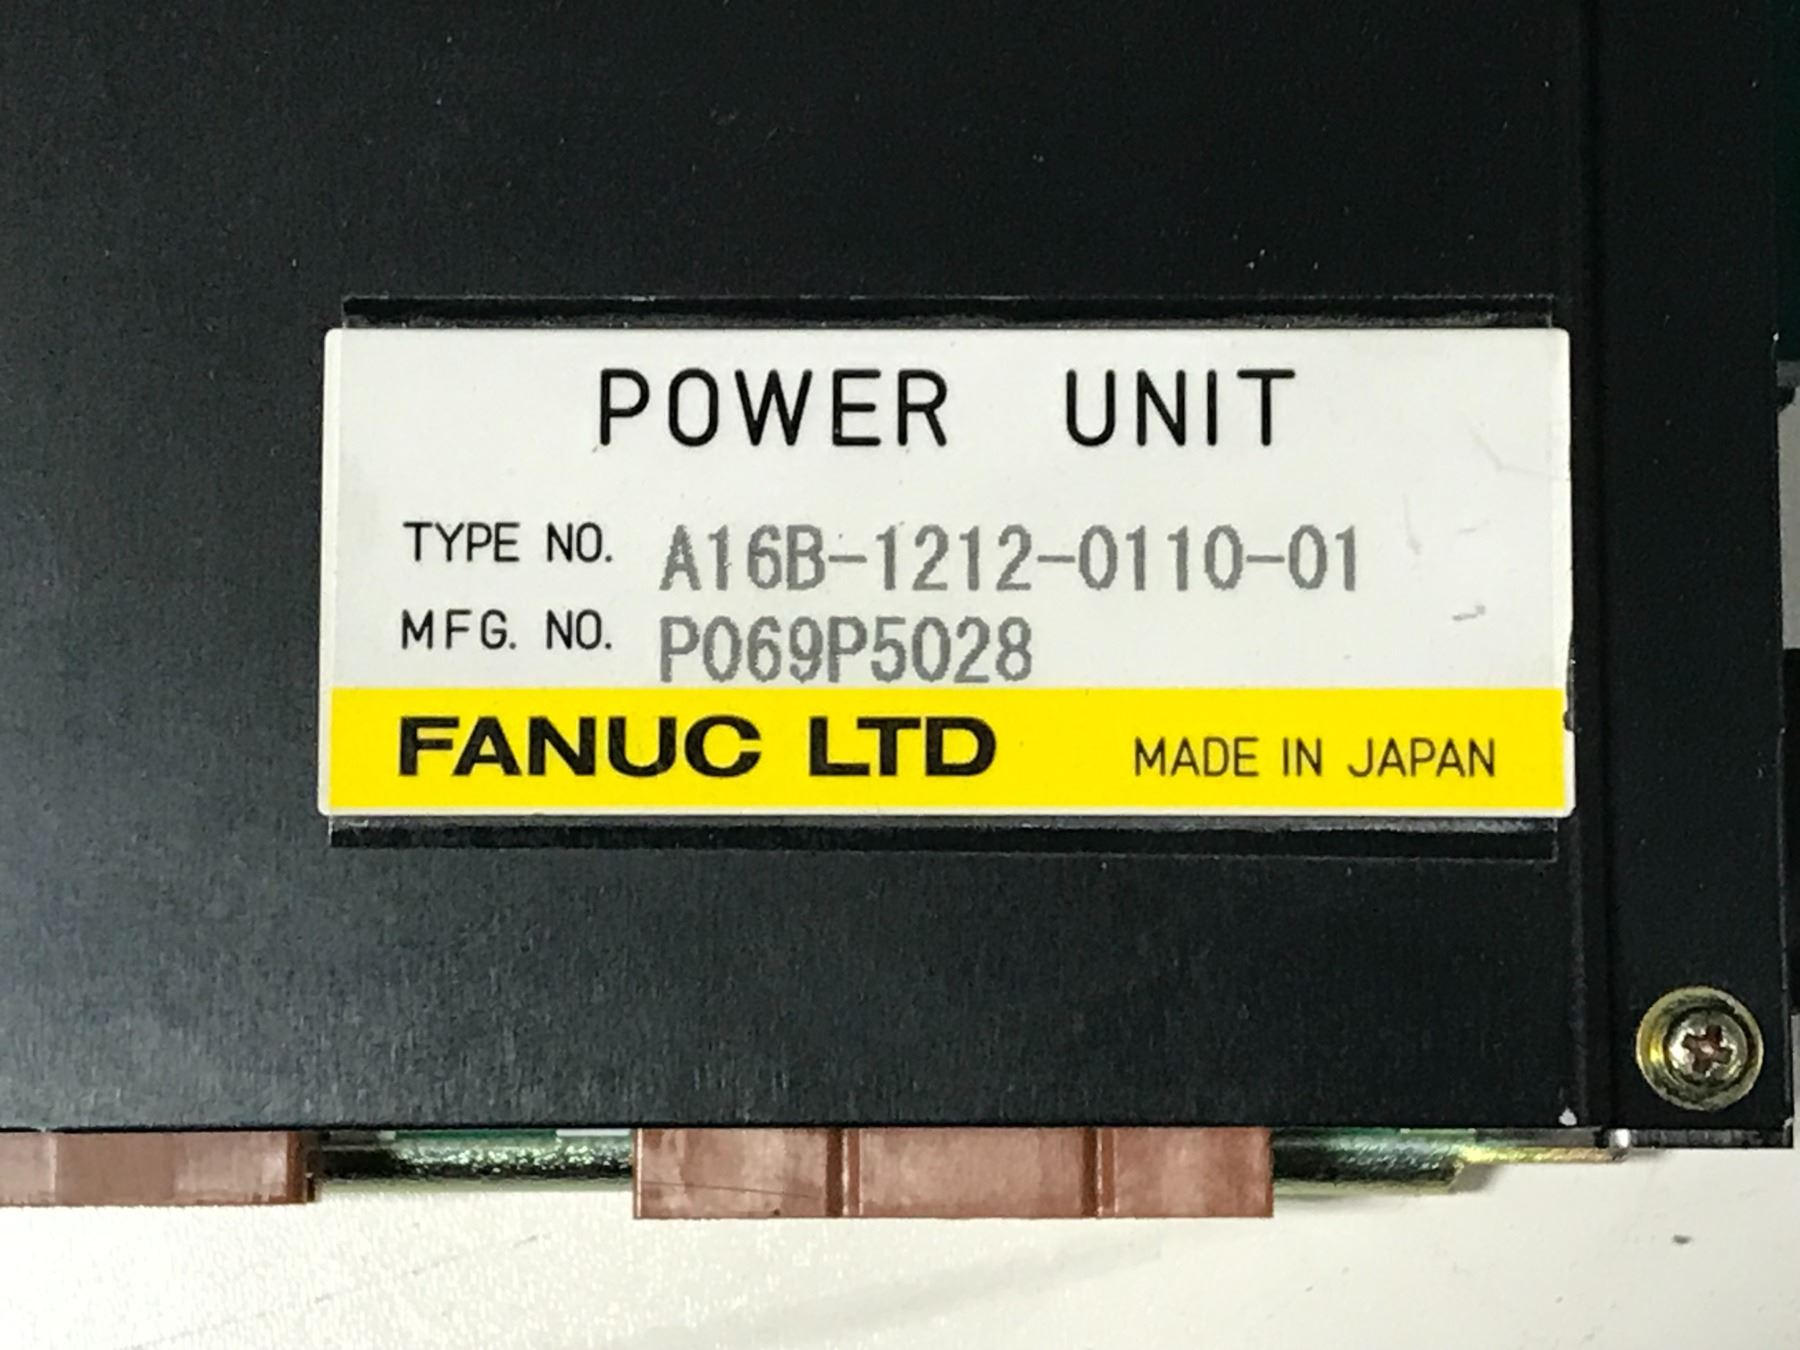 POWER UNIT
TYPE NO. A16B-1212-0110-01
MFG. NO. P069P5028
FANUC LTD MADE IN JAPAN